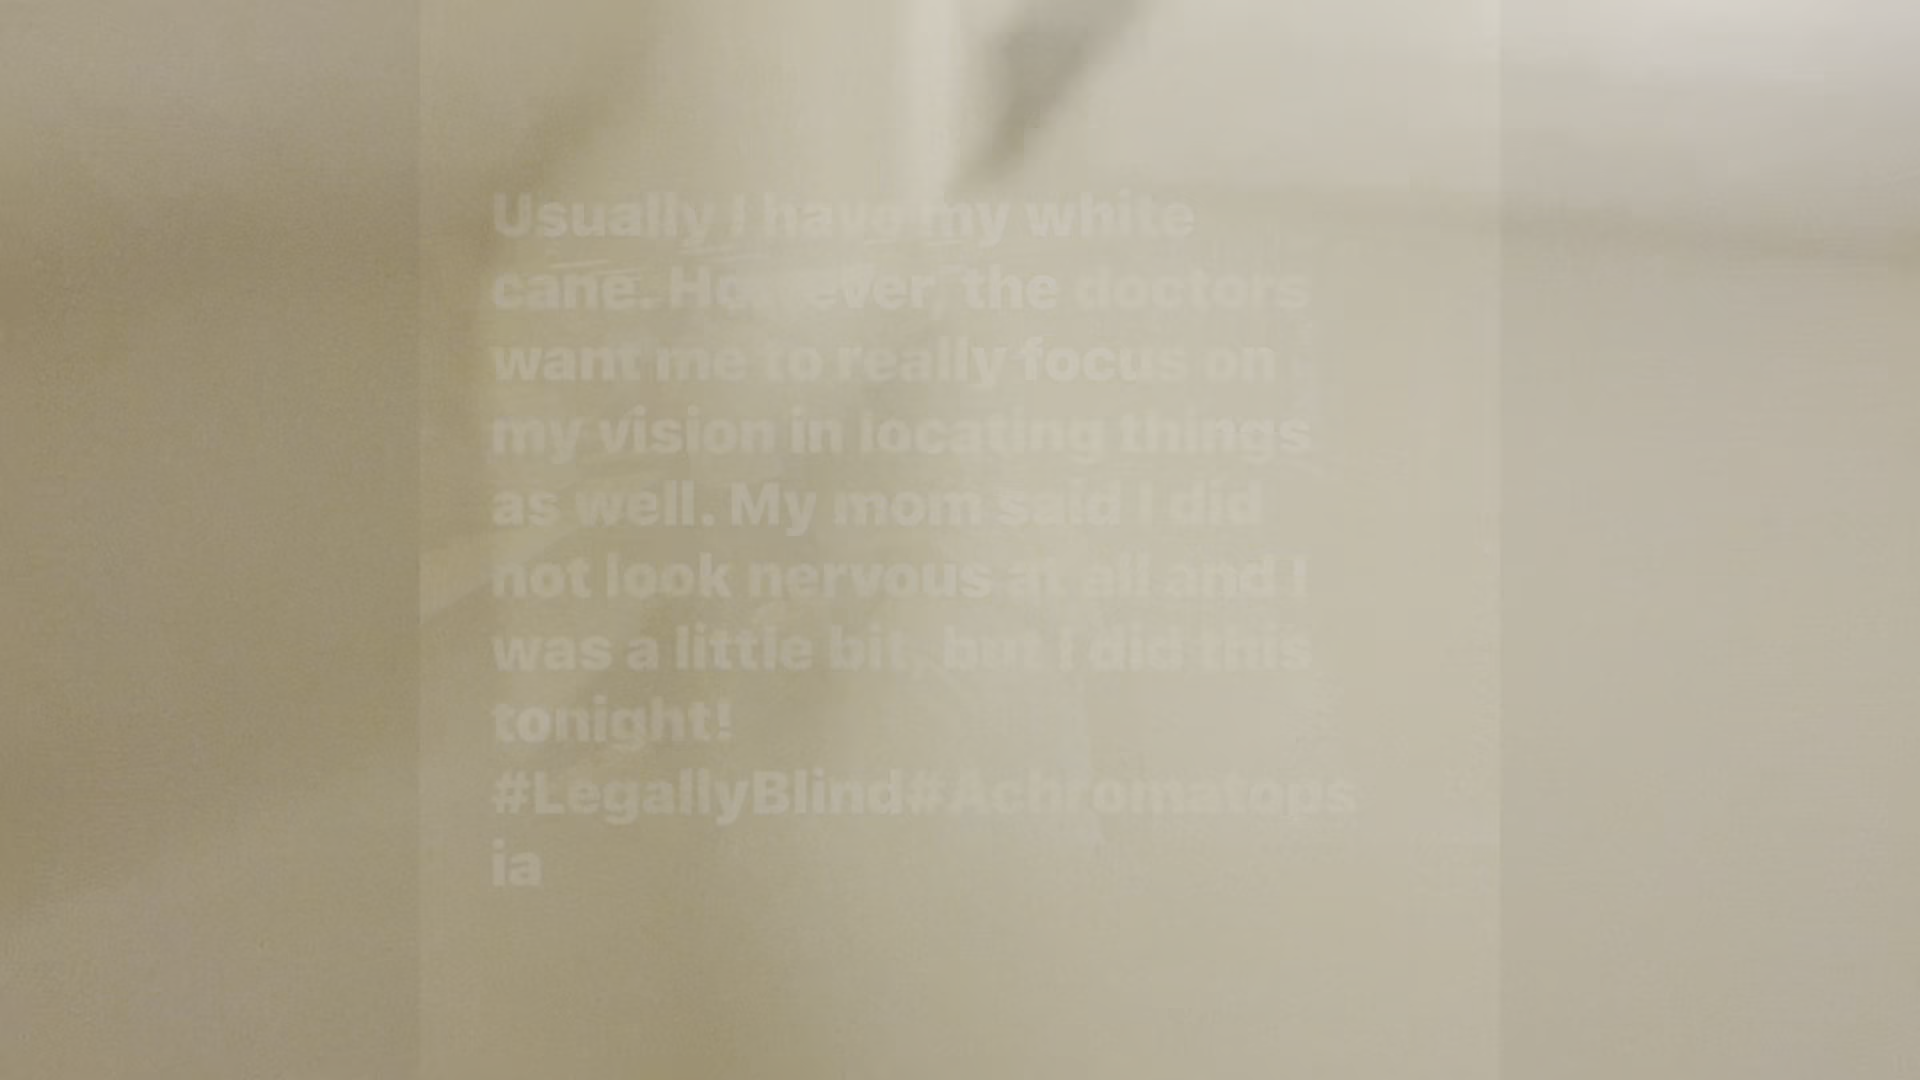 Usually I have my white
cane. However, the doctors
want me to really focus on
my vision in locating things
as well. My mom said I did
not look nervous at all and I
was a little bit, but I did this
tonight!
#LegallyBlind#Achromatops
ia